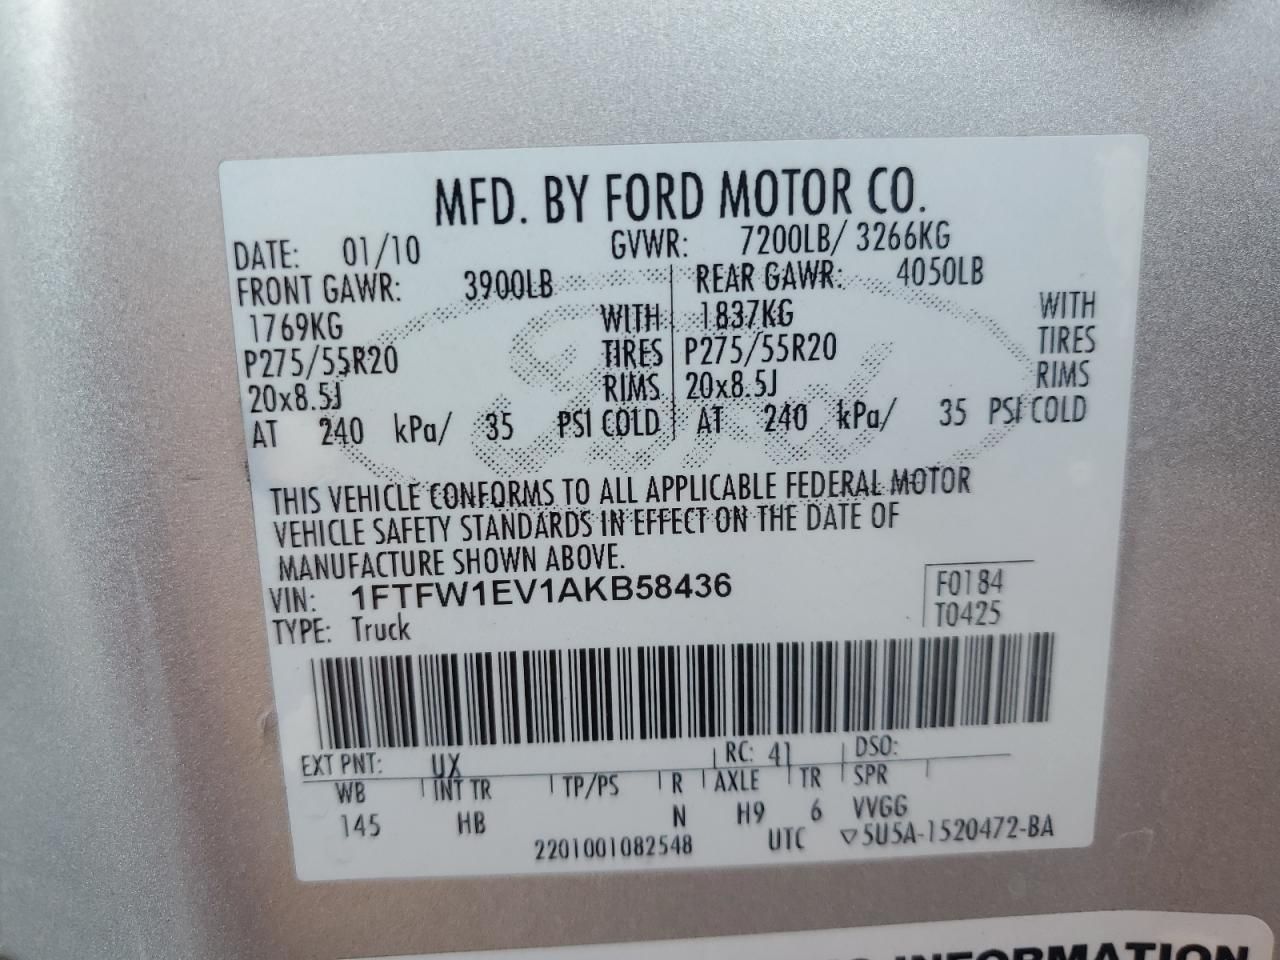 MFD. BY FORD MOTOR CO.
DATE: 01/10 GVWR: 7200LB/ 3266KG
FRONT GAWR: 3900LB REAR GAWR: 4050LB
1769KG WITH 1837KG WITH
P275/55R20 TIRES P275/55R20 TIRES
20x8.5J RIMS 20x8.5J RIMS
AT 240 kPa/ 35 PSI COLD AT 240 kPa/ 35 PSI COLD
THIS VEHICLE CONFORMS TO ALL APPLICABLE FEDERAL MOTOR
VEHICLE SAFETY STANDARDS IN EFFECT ON THE DATE OF
MANUFACTURE SHOWN ABOVE.
VIN: 1FTFW1EV1AKB58436 F0184
TYPE: Truck T0425
EXT PNT: UX RC: 41 DSO:
WB INT TR TP/PS R AXLE TR SPR
145 HB N H9 6 VVGG
2201001082548 UTC ▽5U5A-1520472-BA
INFORMATION